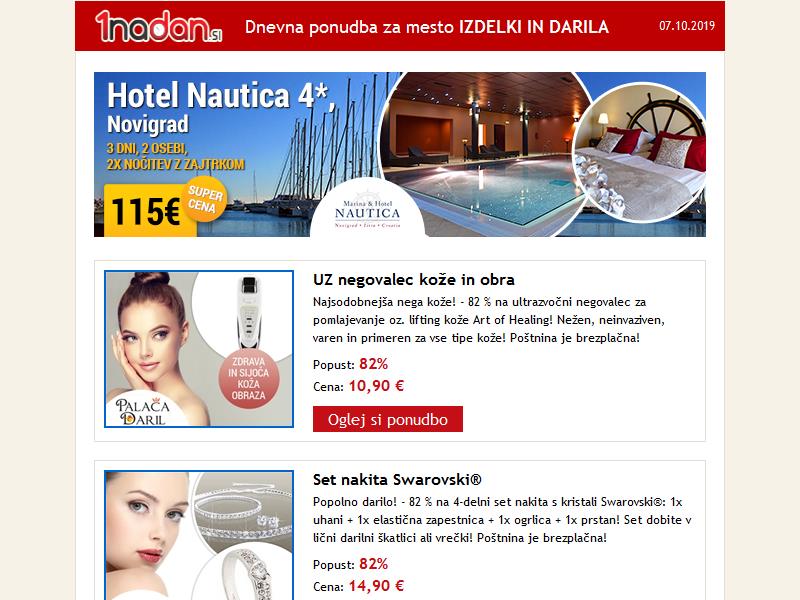 1nadan.si
Dnevna ponudba za mesto IZDELKI IN DARILA
07.10.2019
Hotel Nautica 4*,
Novigrad
3 DNI, 2 OSEBI,
2X NOČITEV Z ZAJTRKOM
115€
SUPER
CENA
Marina & Hotel
NAUTICA
Novigrad • Istra • Croatia
UZ negovalec kože in obra
Najsodobnejša nega kože! - 82 % na ultrazvočni negovalec za
pomlajevanje oz. lifting kože Art of Healing! Nežen, neinvaziven,
varen in primeren za vse tipe kože! Poštnina je brezplačna!
Popust: 82%
Cena: 10,90 €
Oglej si ponudbo
ZDRAVA
IN SIJOČA
KOŽA
OBRAZA
PALAČA
DARIL
Set nakita Swarovski®
Popolno darilo! - 82 % na 4-delni set nakita s kristali Swarovski®: 1x
uhani + 1x elastična zapestnica + 1x ogrlica + 1x prstan! Set dobite v
lični darilni škatlici ali vrečki! Poštnina je brezplačna!
Popust: 82%
Cena: 14,90 €